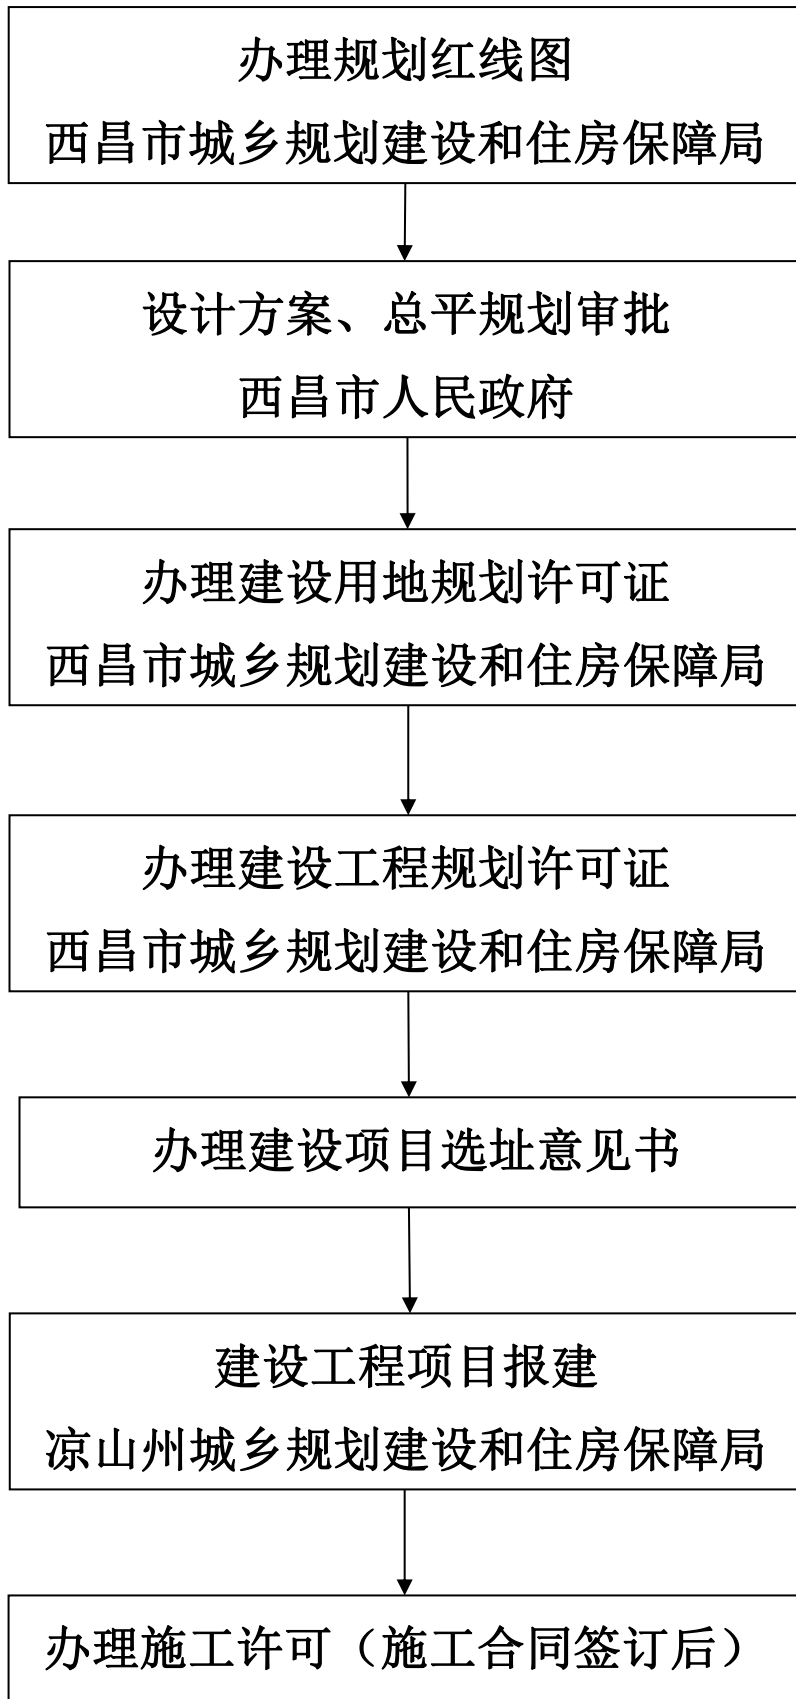 办理规划红线图
西昌市城乡规划建设和住房保障局
设计方案、总平规划审批
西昌市人民政府
办理建设用地规划许可证
西昌市城乡规划建设和住房保障局
办理建设工程规划许可证
西昌市城乡规划建设和住房保障局
办理建设项目选址意见书
建设工程项目报建
凉山州城乡规划建设和住房保障局
办理施工许可（施工合同签订后）